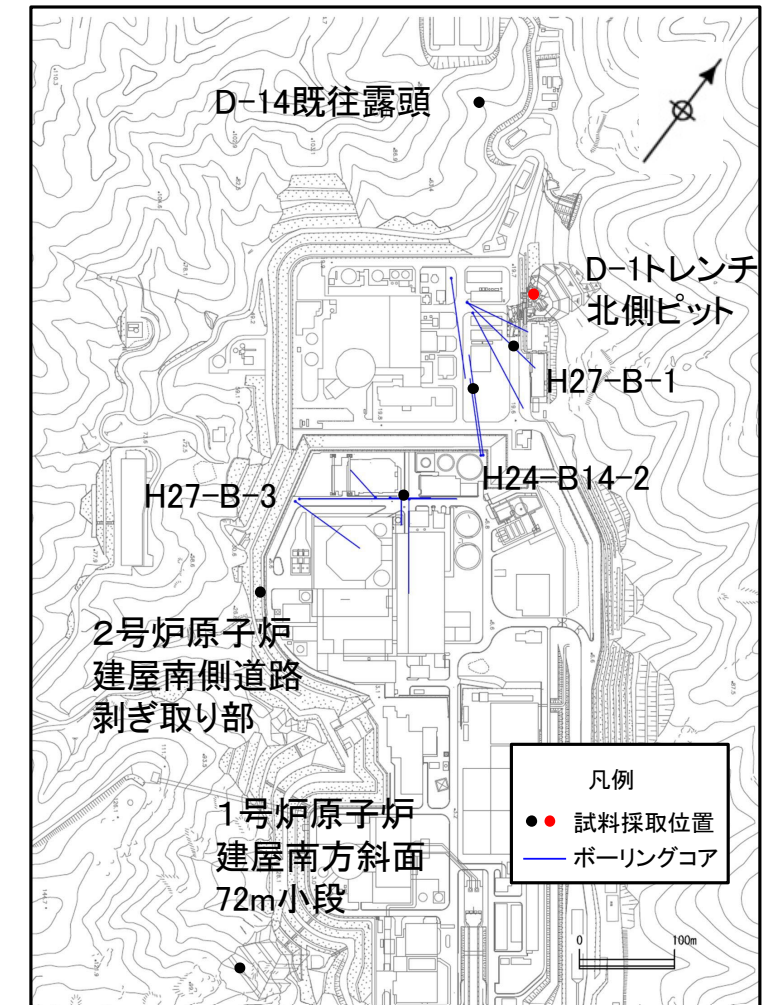 D-14既往露頭
D-1トレンチ
北側ピット
H27-B-1
H24-B14-2
H27-B-3
2号炉原子炉
建屋南側道路
剥ぎ取り部
1号炉原子炉
建屋南方斜面
72m小段
凡例
試料採取位置
ボーリングコア
0 100m